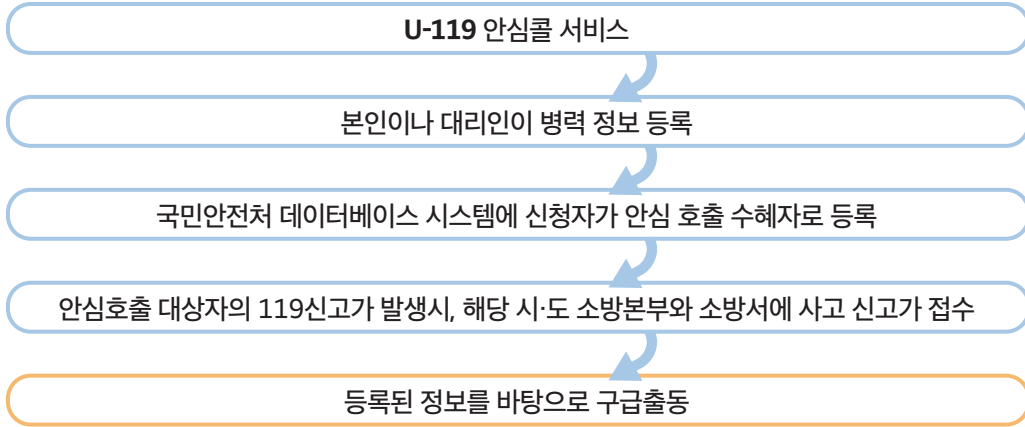 U-119 안심콜 서비스
본인이나 대리인이 병력 정보 등록
국민안전처 데이터베이스 시스템에 신청자가 안심 호출 수혜자로 등록
안심호출 대상자의 119신고가 발생시, 해당 시·도 소방본부와 소방서에 사고 신고가 접수
등록된 정보를 바탕으로 구급출동